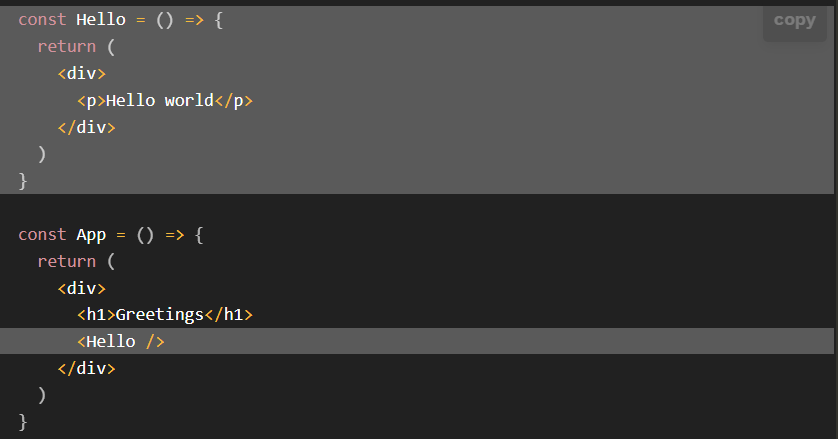 const Hello = () => {
copy
  return (
    <div>
      <p>Hello world</p>
    </div>
  )
}

const App = () => {
  return (
    <div>
      <h1>Greetings</h1>
      <Hello />
    </div>
  )
}